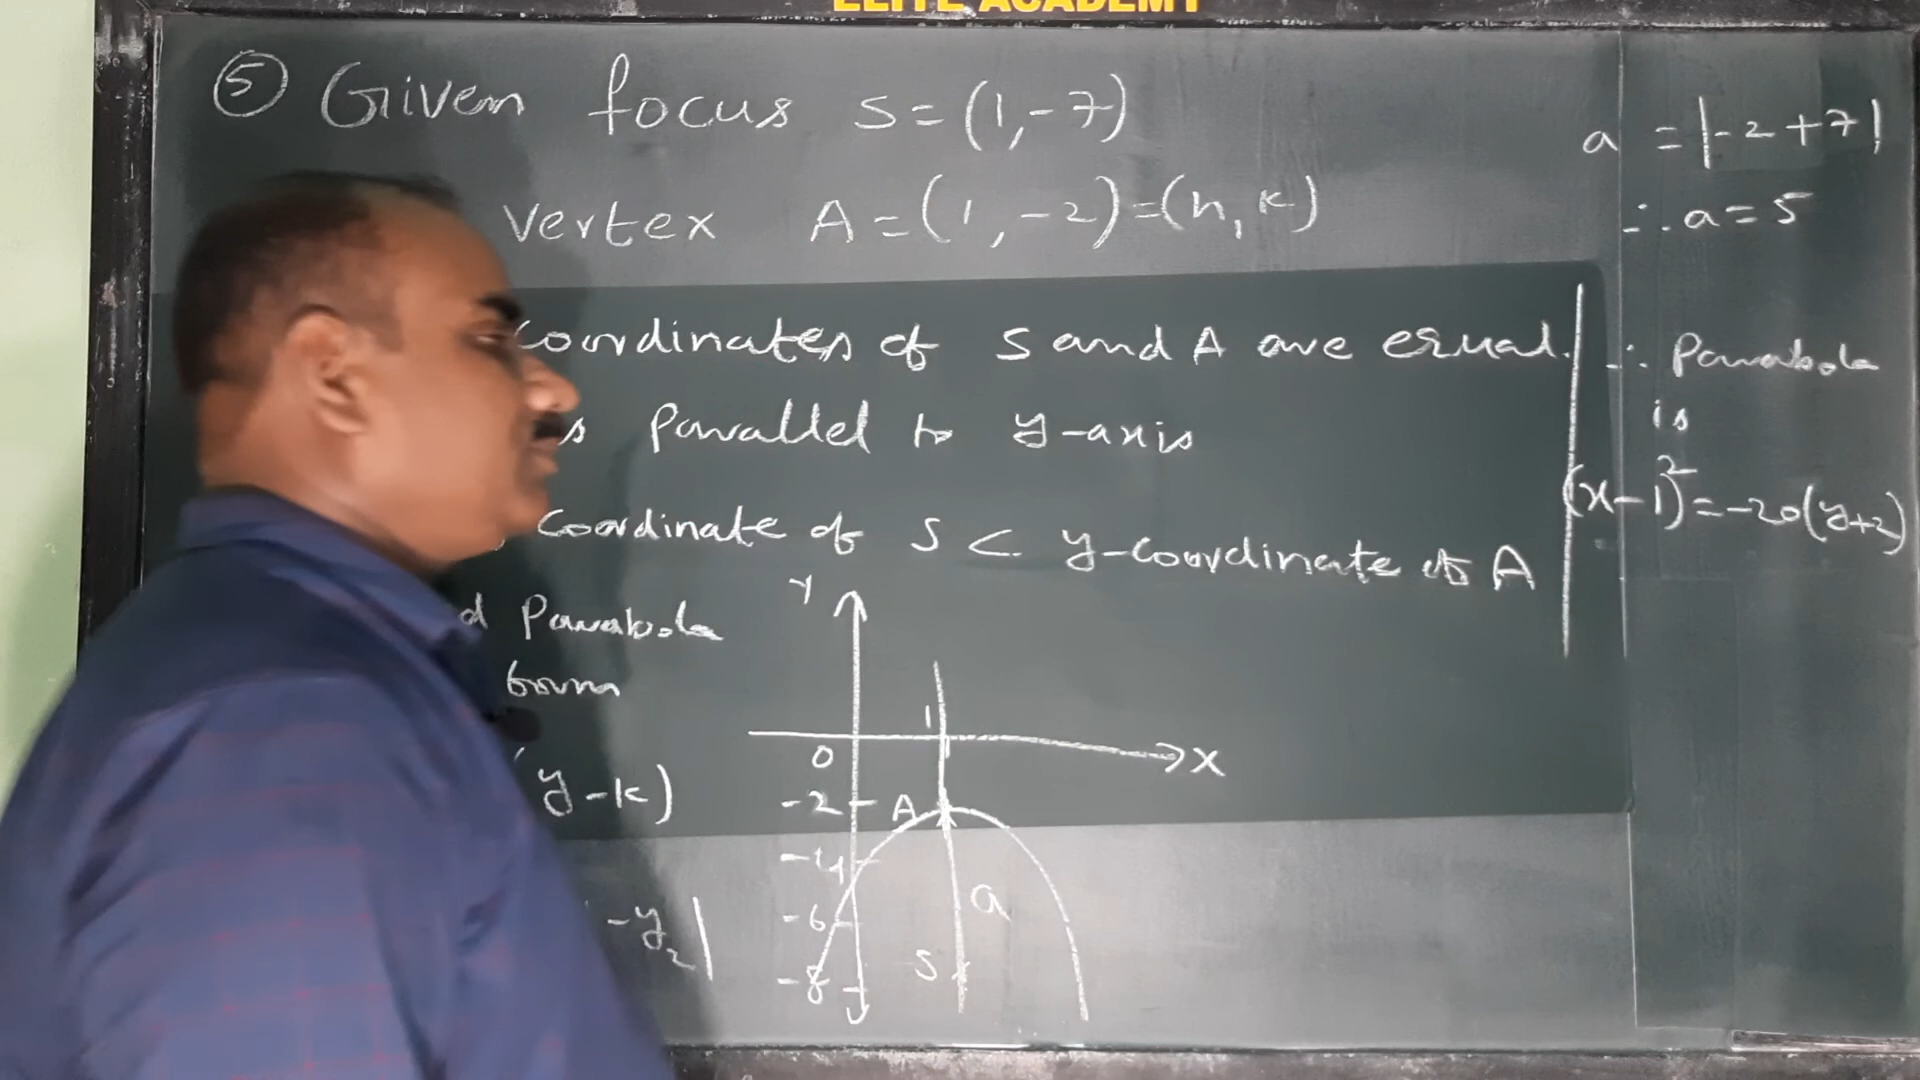 ELITE ACADEMY
⑤ Given focus S=(1,-7)
vertex A=(1,-2)=(h,k)
coordinates of S and A are equal.
s parallel to y-axis
coordinate of S < y-coordinate of A
d Parabola
form
(y-k)
-y₂|
Y
1
0
X
-2
A
-4
-6
a
-8
S
a = |-2+7|
∴ a=5
∴ Parabola
is
(x-1)²=-20(y+2)